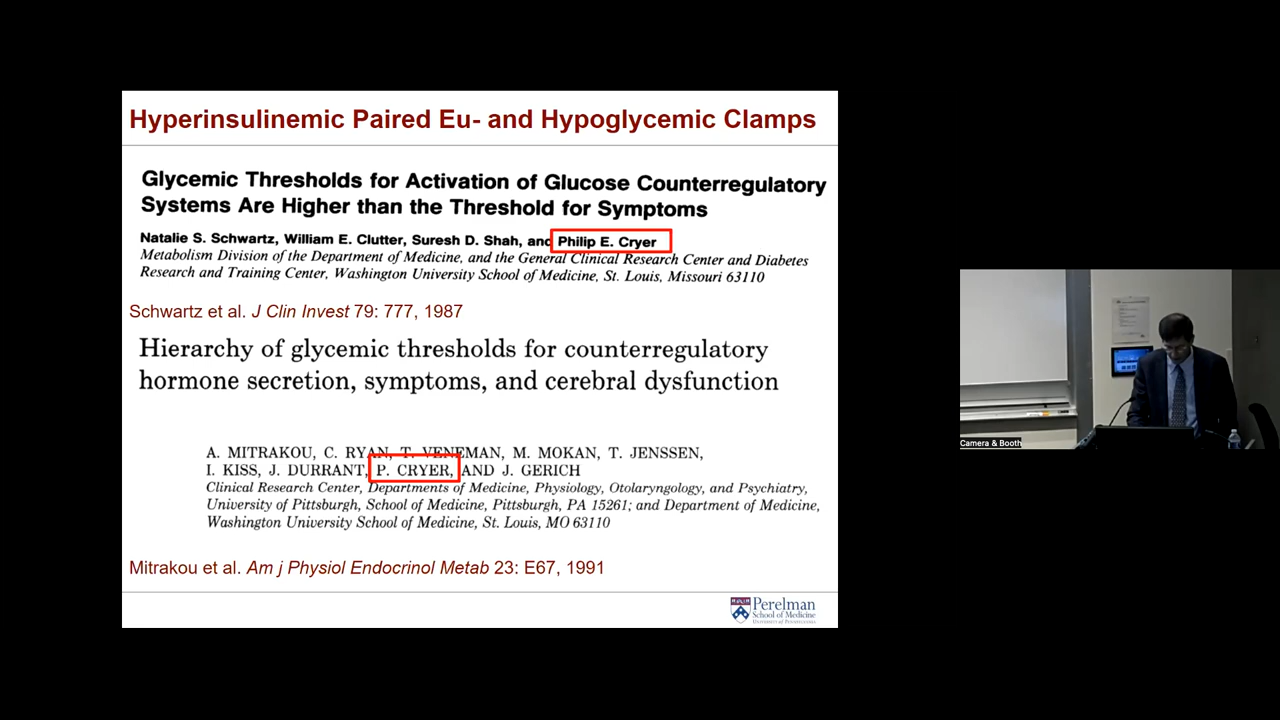 Hyperinsulinemic Paired Eu- and Hypoglycemic Clamps
Glycemic Thresholds for Activation of Glucose Counterregulatory
Systems Are Higher than the Threshold for Symptoms
Natalie S. Schwartz, William E. Clutter, Suresh D. Shah, and Philip E. Cryer
Metabolism Division of the Department of Medicine, and the General Clinical Research Center and Diabetes
Research and Training Center, Washington University School of Medicine, St. Louis, Missouri 63110
Schwartz et al. J Clin Invest 79: 777, 1987
Hierarchy of glycemic thresholds for counterregulatory
hormone secretion, symptoms, and cerebral dysfunction
A. MITRAKOU, C. RYAN, T. VENEMAN, M. MOKAN, T. JENSSEN,
I. KISS, J. DURRANT, P. CRYER, AND J. GERICH
Clinical Research Center, Departments of Medicine, Physiology, Otolaryngology, and Psychiatry,
University of Pittsburgh, School of Medicine, Pittsburgh, PA 15261; and Department of Medicine,
Washington University School of Medicine, St. Louis, MO 63110
Mitrakou et al. Am j Physiol Endocrinol Metab 23: E67, 1991
Perelman
School of Medicine
UNIVERSITY OF PENNSYLVANIA
Camera & Booth